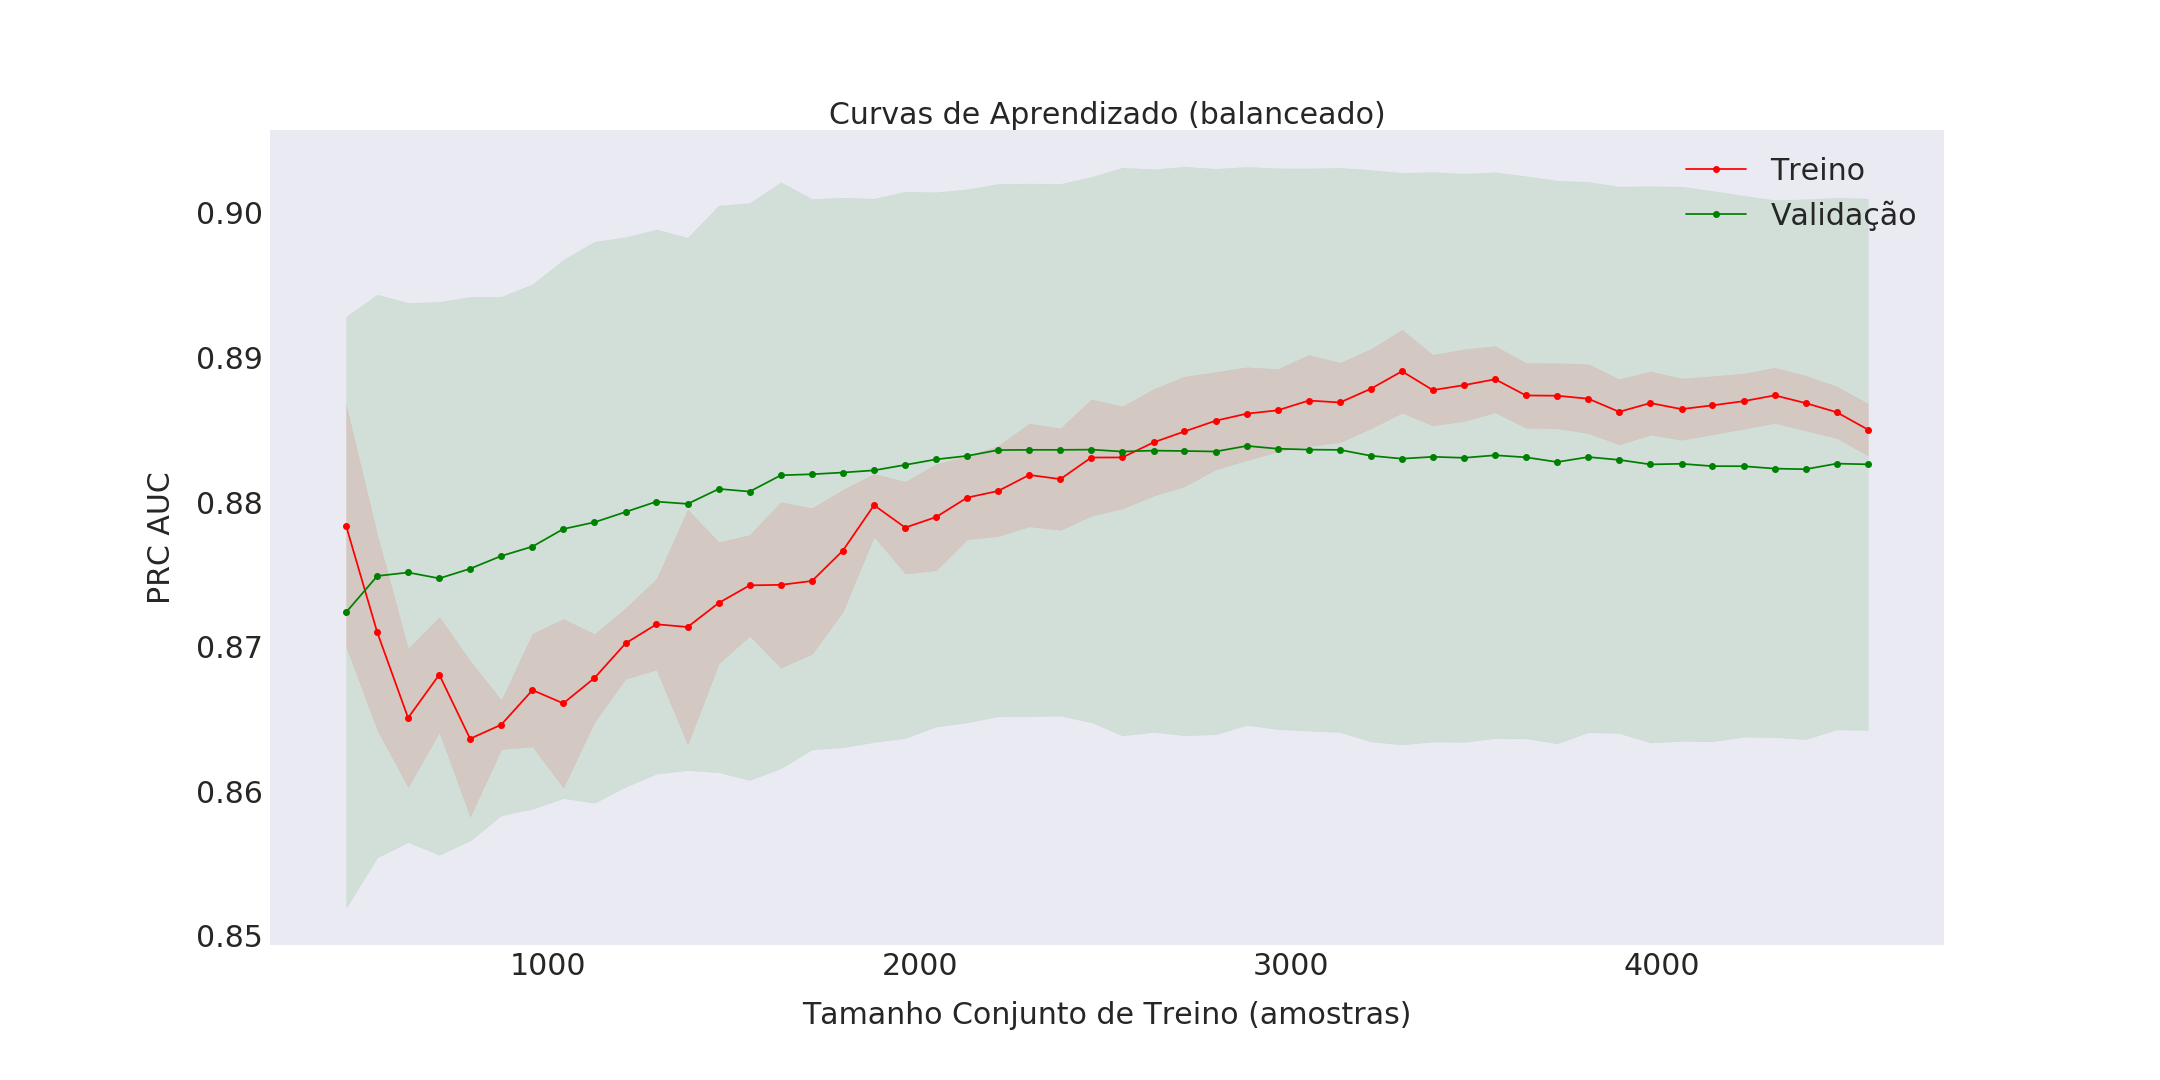 Curvas de Aprendizado (balanceado)
Treino
Validação
0.90
0.89
0.88
0.87
0.86
0.85
PRC AUC
1000
2000
3000
4000
Tamanho Conjunto de Treino (amostras)